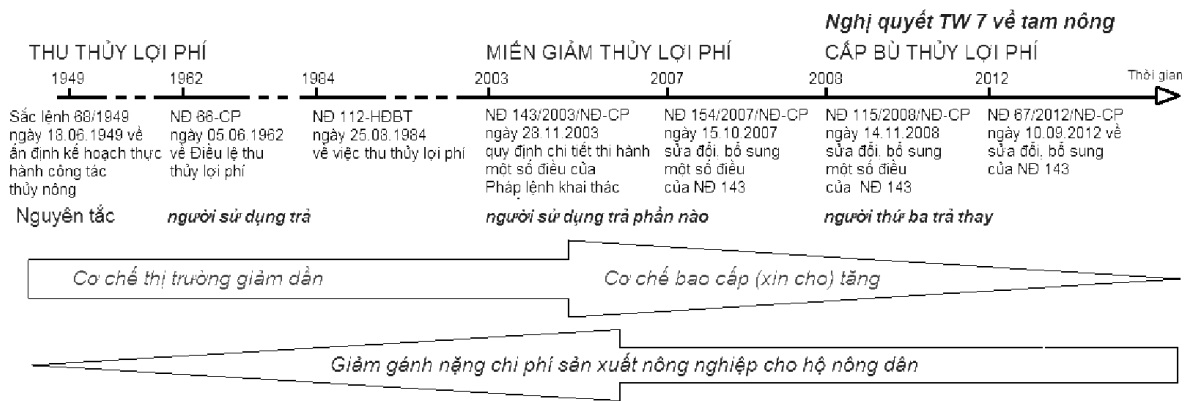 Nghị quyết TW 7 về tam nông
THU THỦY LỢI PHÍ
MIỄN GIẢM THỦY LỢI PHÍ
CẤP BÙ THỦY LỢI PHÍ
1949
1962
1984
2003
2007
2008
2012
Thời gian
Sắc lệnh 68/1949
ngày 18.06.1949 về
ấn định kế hoạch thực
hành công tác
thủy nông
NĐ 66-CP
ngày 05.06.1962
về Điều lệ thu
thủy lợi phí
NĐ 112-HĐBT
ngày 25.08.1984
về việc thu thủy lợi phí
NĐ 143/2003/NĐ-CP
ngày 28.11.2003
quy định chi tiết thi hành
một số điều của
Pháp lệnh khai thác
NĐ 154/2007/NĐ-CP
ngày 15.10.2007
sửa đổi, bổ sung
một số điều
của NĐ 143
NĐ 115/2008/NĐ-CP
ngày 14.11.2008
sửa đổi, bổ sung
một số điều
của NĐ 143
NĐ 67/2012/NĐ-CP
ngày 10.09.2012 về
sửa đổi, bổ sung
của NĐ 143
Nguyên tắc
người sử dụng trả
người sử dụng trả phần nào
người thứ ba trả thay
Cơ chế thị trường giảm dần
Cơ chế bao cấp (xin cho) tăng
Giảm gánh nặng chi phí sản xuất nông nghiệp cho hộ nông dân